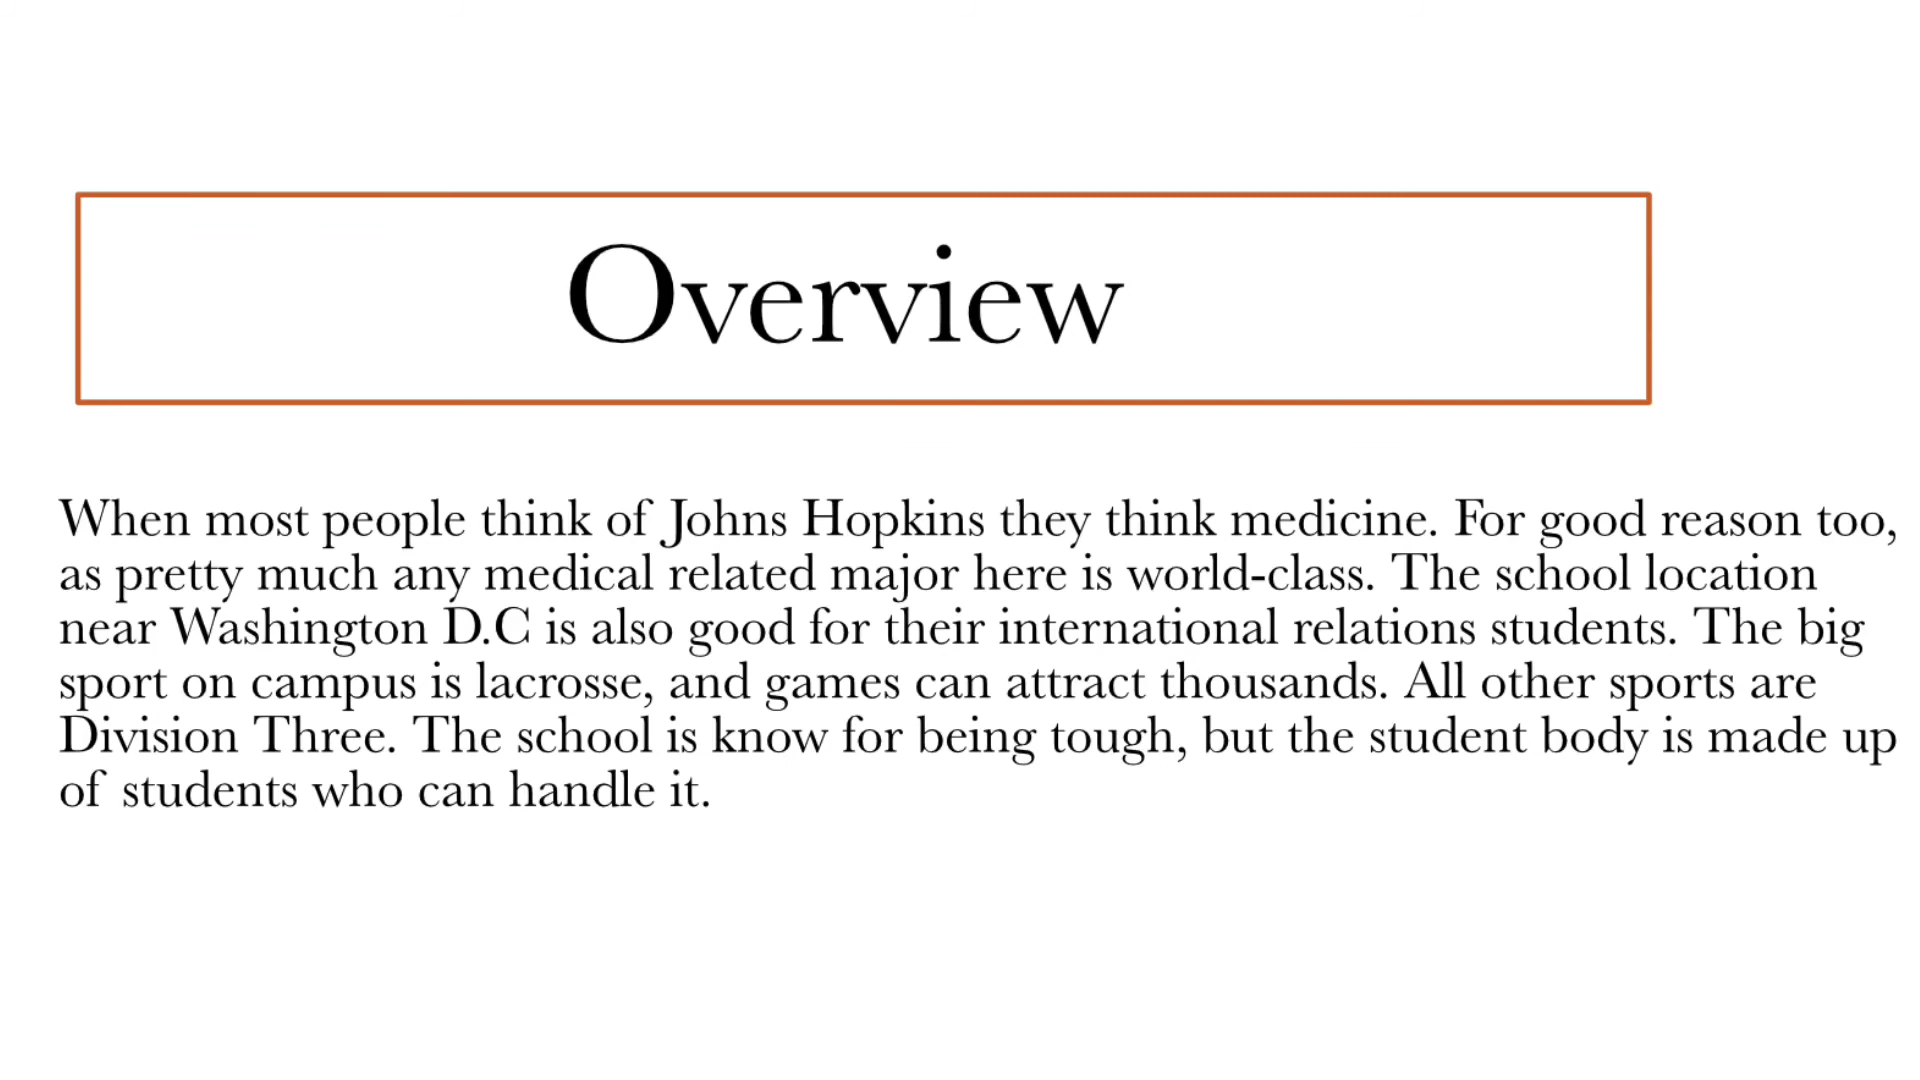 Overview
When most people think of Johns Hopkins they think medicine. For good reason too,
as pretty much any medical related major here is world-class. The school location
near Washington D.C is also good for their international relations students. The big
sport on campus is lacrosse, and games can attract thousands. All other sports are
Division Three. The school is know for being tough, but the student body is made up
of students who can handle it.